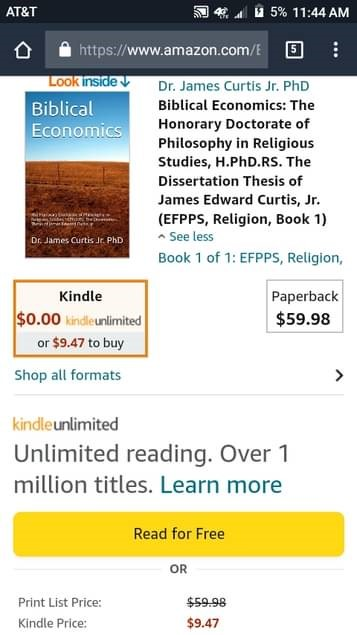 AT&T 4G 5% 11:44 AM
https://www.amazon.com/E 5
Look inside
Dr. James Curtis Jr. PhD
Biblical Economics: The
Honorary Doctorate of
Philosophy in Religious
Studies, H.PhD.RS. The
Dissertation Thesis of
James Edward Curtis, Jr.
(EFPPS, Religion, Book 1)
See less
Book 1 of 1: EFPPS, Religion,
Biblical
Economics
Dr. James Curtis Jr. PhD
Kindle
$0.00 kindleunlimited
or $9.47 to buy
Paperback
$59.98
Shop all formats
kindleunlimited
Unlimited reading. Over 1
million titles. Learn more
Read for Free
OR
Print List Price: $59.98
Kindle Price: $9.47